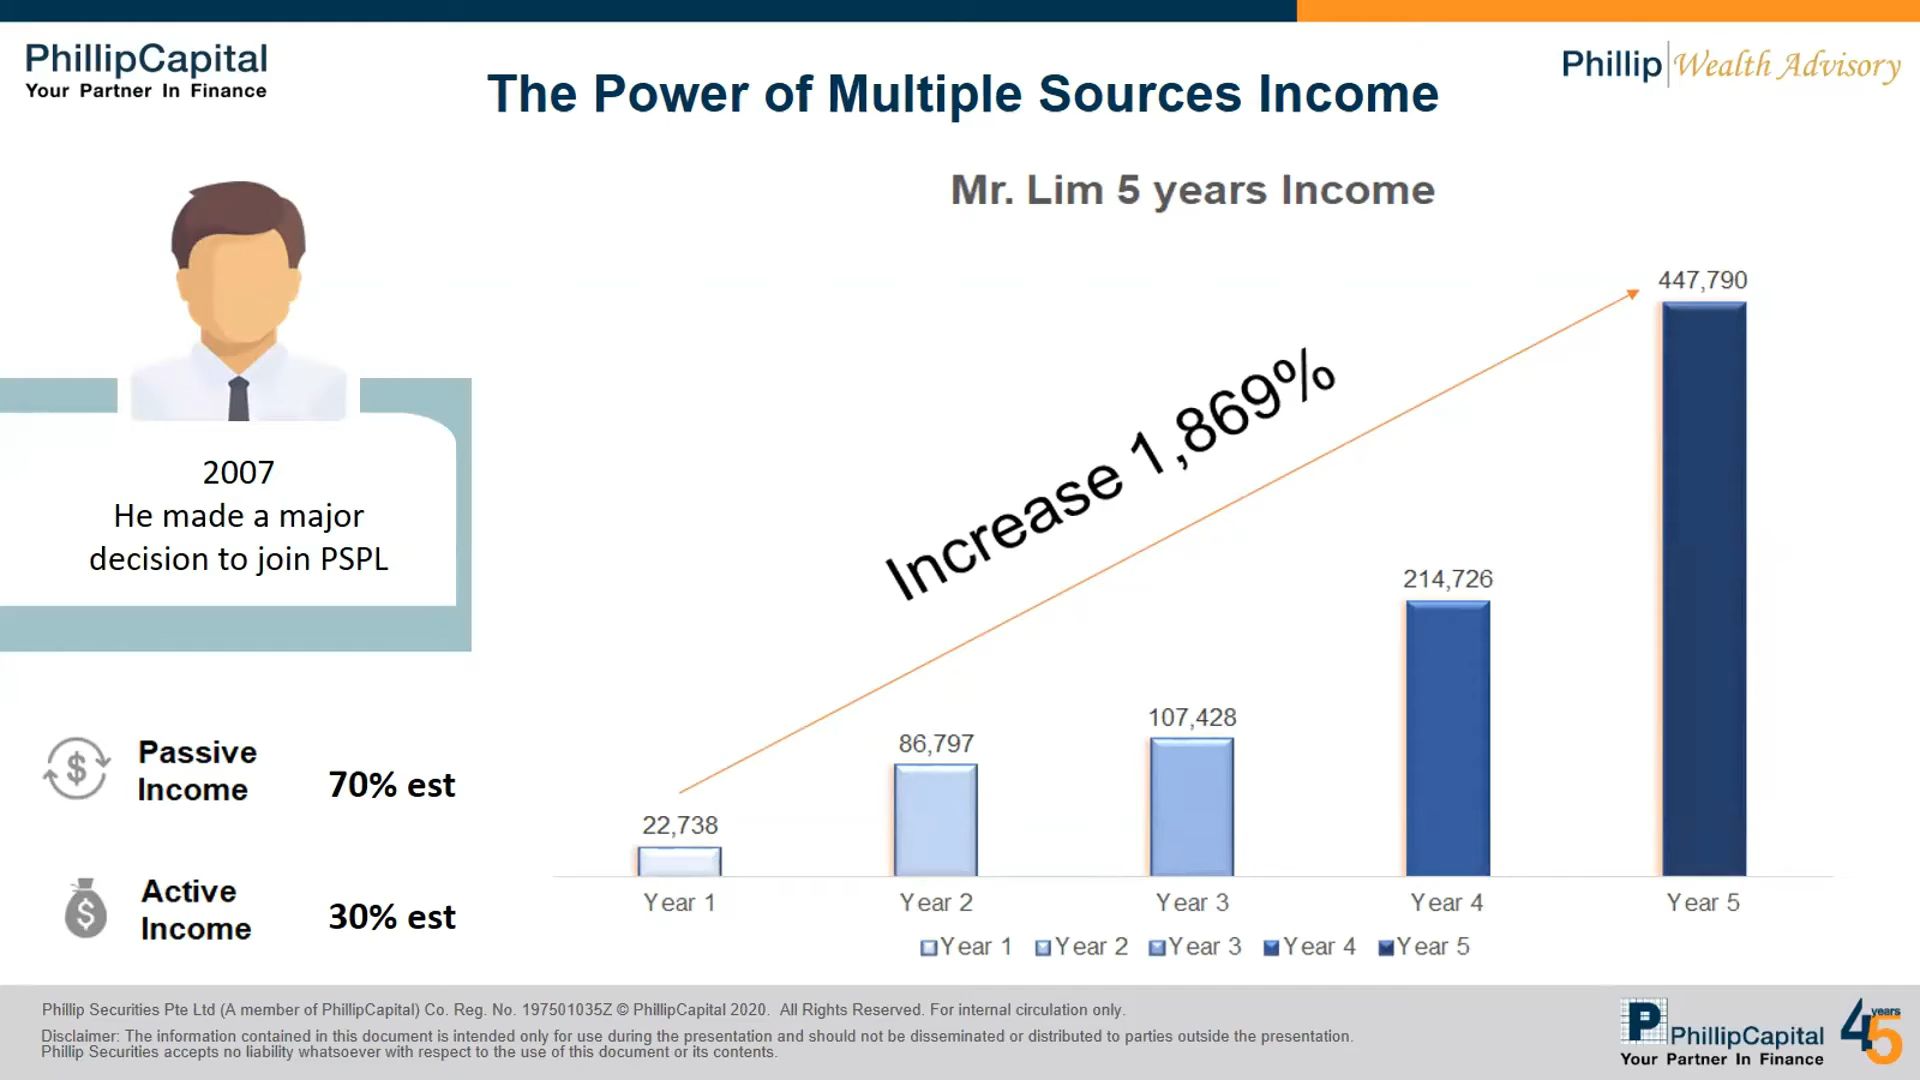 PhillipCapital
Your Partner In Finance
The Power of Multiple Sources Income
Phillip Wealth Advisory
Mr. Lim 5 years Income
2007
He made a major
decision to join PSPL
Passive
Income
70% est
Active
Income
30% est
Increase 1,869%
22,738
86,797
107,428
214,726
447,790
Year 1
Year 2
Year 3
Year 4
Year 5
Year 1 Year 2 Year 3 Year 4 Year 5
Phillip Securities Pte Ltd (A member of PhillipCapital) Co. Reg. No. 197501035Z © PhillipCapital 2020. All Rights Reserved. For internal circulation only.
Disclaimer: The information contained in this document is intended only for use during the presentation and should not be disseminated or distributed to parties outside the presentation.
Phillip Securities accepts no liability whatsoever with respect to the use of this document or its contents.
P PhillipCapital
Your Partner In Finance
45 years